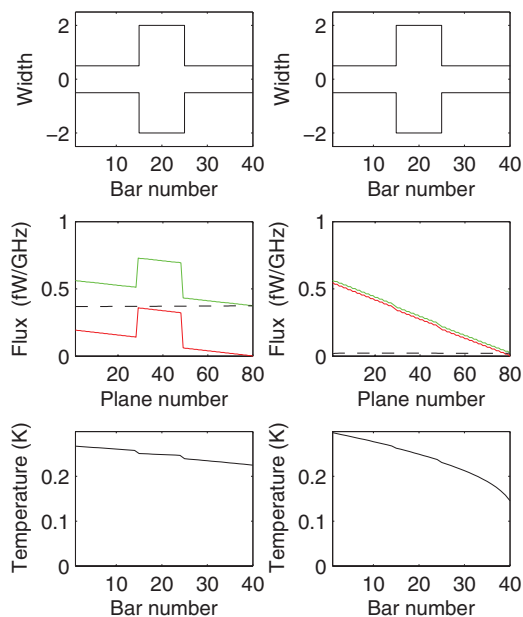 2
0
−2
Width
10 20 30 40
Bar number
2
0
−2
Width
10 20 30 40
Bar number
1
0.5
0
Flux (fW/GHz)
0 20 40 60 80
Plane number
1
0.5
0
Flux (fW/GHz)
0 20 40 60 80
Plane number
0.2
0.1
0
Temperature (K)
10 20 30 40
Bar number
0.2
0.1
0
Temperature (K)
10 20 30 40
Bar number